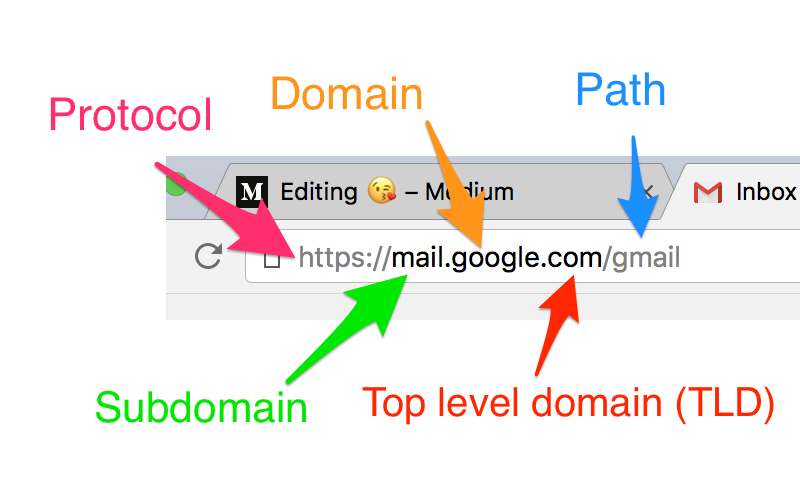 Protocol
Domain
Path
M Editing 😘 – Medium
Inbox
https://mail.google.com/gmail
Subdomain
Top level domain (TLD)